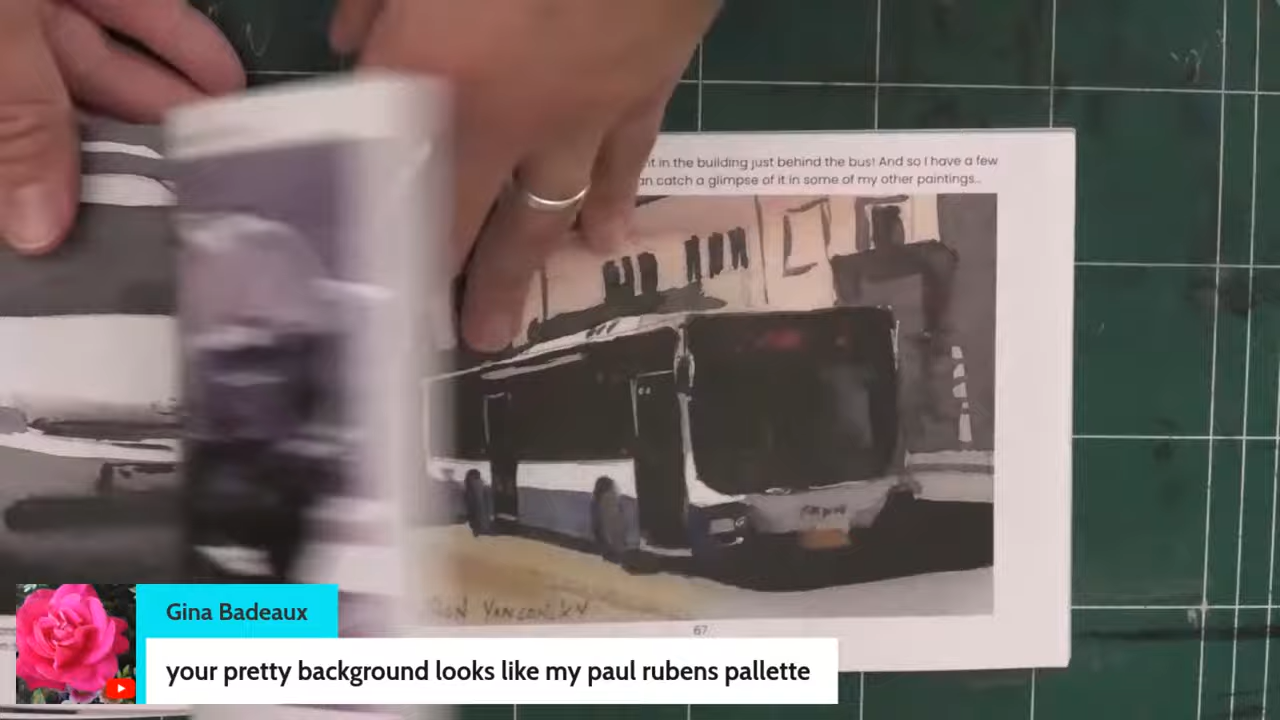 in the building just behind the bus! And so I have a few
catch a glimpse of it in some of my other paintings...
67
Gina Badeaux
your pretty background looks like my paul rubens pallette